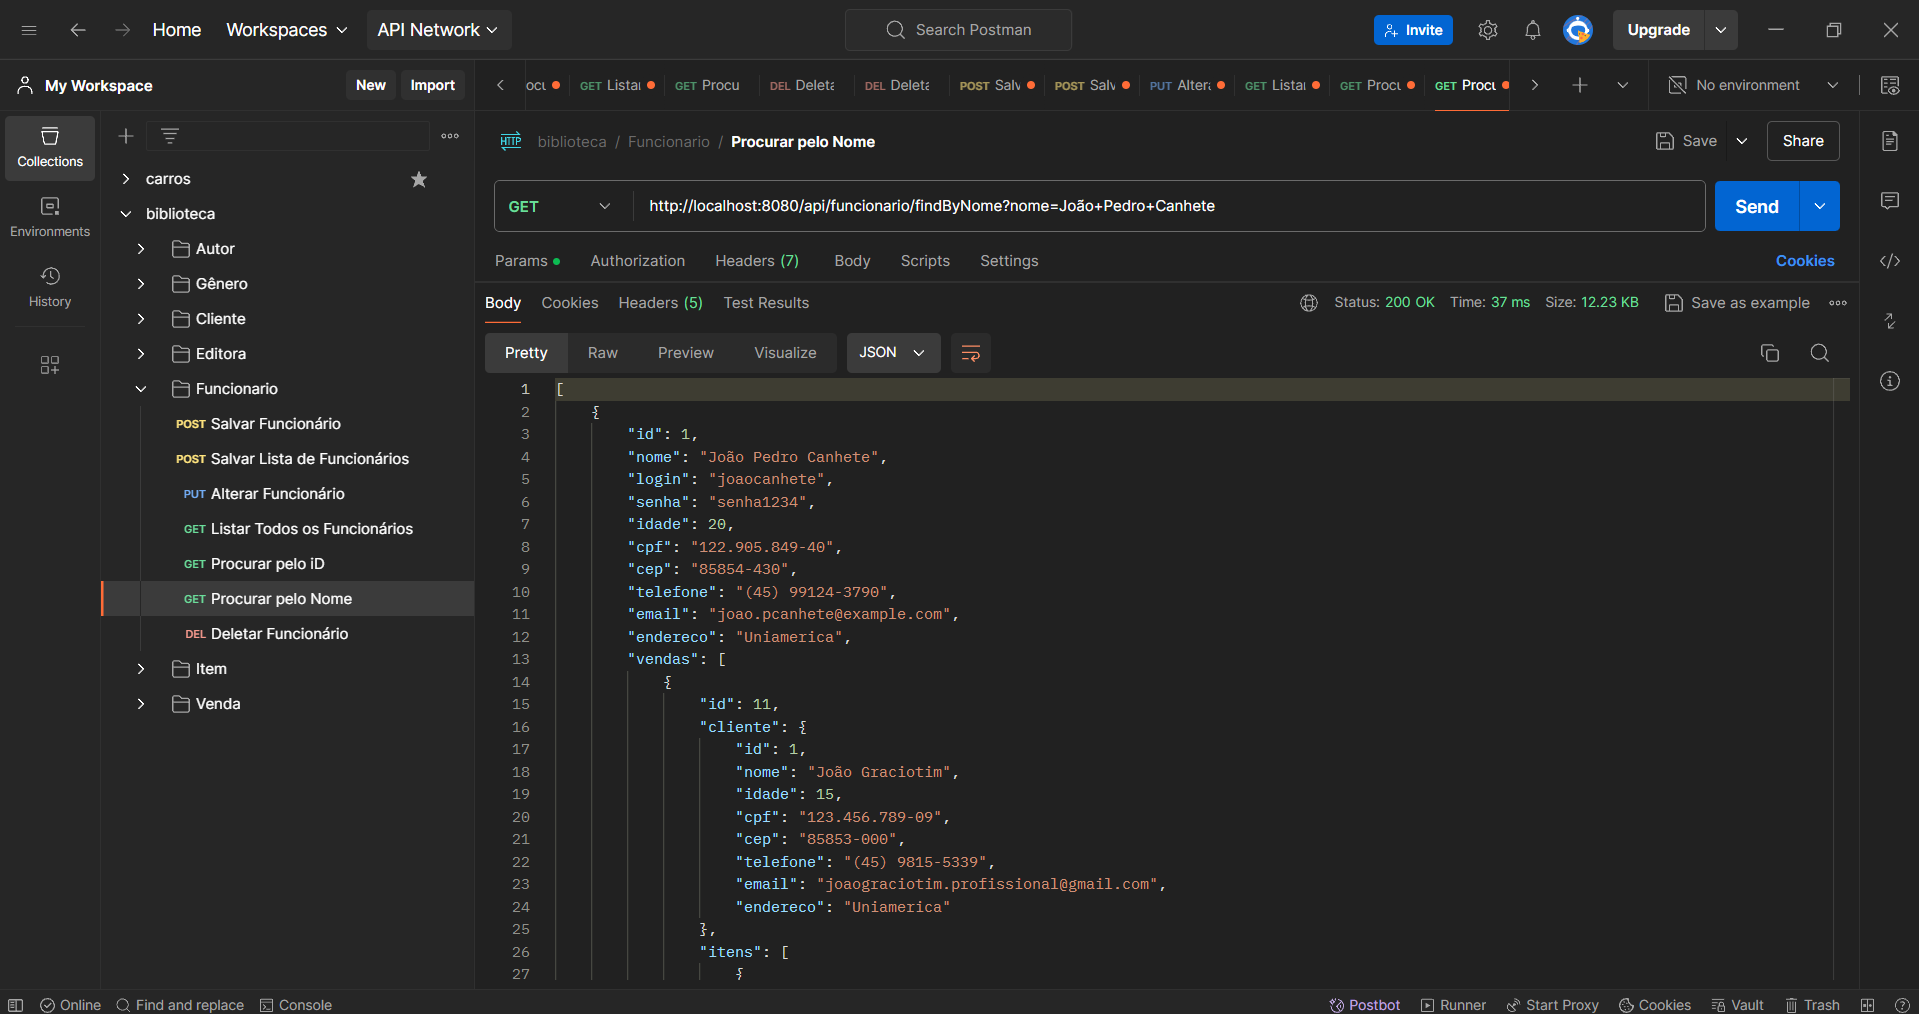 Home
Workspaces
API Network
Search Postman
Invite
Upgrade
My Workspace
New
Import
GET Listar
GET Procu
DEL Deleta
DEL Deleta
POST Salv
POST Salv
PUT Altera
GET Listar
GET Procu
GET Procu
No environment
Collections
Environments
History
carros
biblioteca
Autor
Gênero
Cliente
Editora
Funcionario
POST Salvar Funcionário
POST Salvar Lista de Funcionários
PUT Alterar Funcionário
GET Listar Todos os Funcionários
GET Procurar pelo iD
GET Procurar pelo Nome
DEL Deletar Funcionário
Item
Venda
HTTP biblioteca / Funcionario / Procurar pelo Nome
Save
Share
GET http://localhost:8080/api/funcionario/findByNome?nome=João+Pedro+Canhete
Send
Params Authorization Headers (7) Body Scripts Settings Cookies
Body Cookies Headers (5) Test Results
Status: 200 OK Time: 37 ms Size: 12.23 KB Save as example
Pretty Raw Preview Visualize JSON
1 [
2 {
3 "id": 1,
4 "nome": "João Pedro Canhete",
5 "login": "joaocanhete",
6 "senha": "senha1234",
7 "idade": 20,
8 "cpf": "122.905.849-40",
9 "cep": "85854-430",
10 "telefone": "(45) 99124-3790",
11 "email": "joao.pcanhete@example.com",
12 "endereco": "Uniamerica",
13 "vendas": [
14 {
15 "id": 11,
16 "cliente": {
17 "id": 1,
18 "nome": "João Graciotim",
19 "idade": 15,
20 "cpf": "123.456.789-09",
21 "cep": "85853-000",
22 "telefone": "(45) 9815-5339",
23 "email": "joaograciotim.profissional@gmail.com",
24 "endereco": "Uniamerica"
25 },
26 "itens": [
27 {
Online Find and replace Console
Postbot Runner Start Proxy Cookies Vault Trash